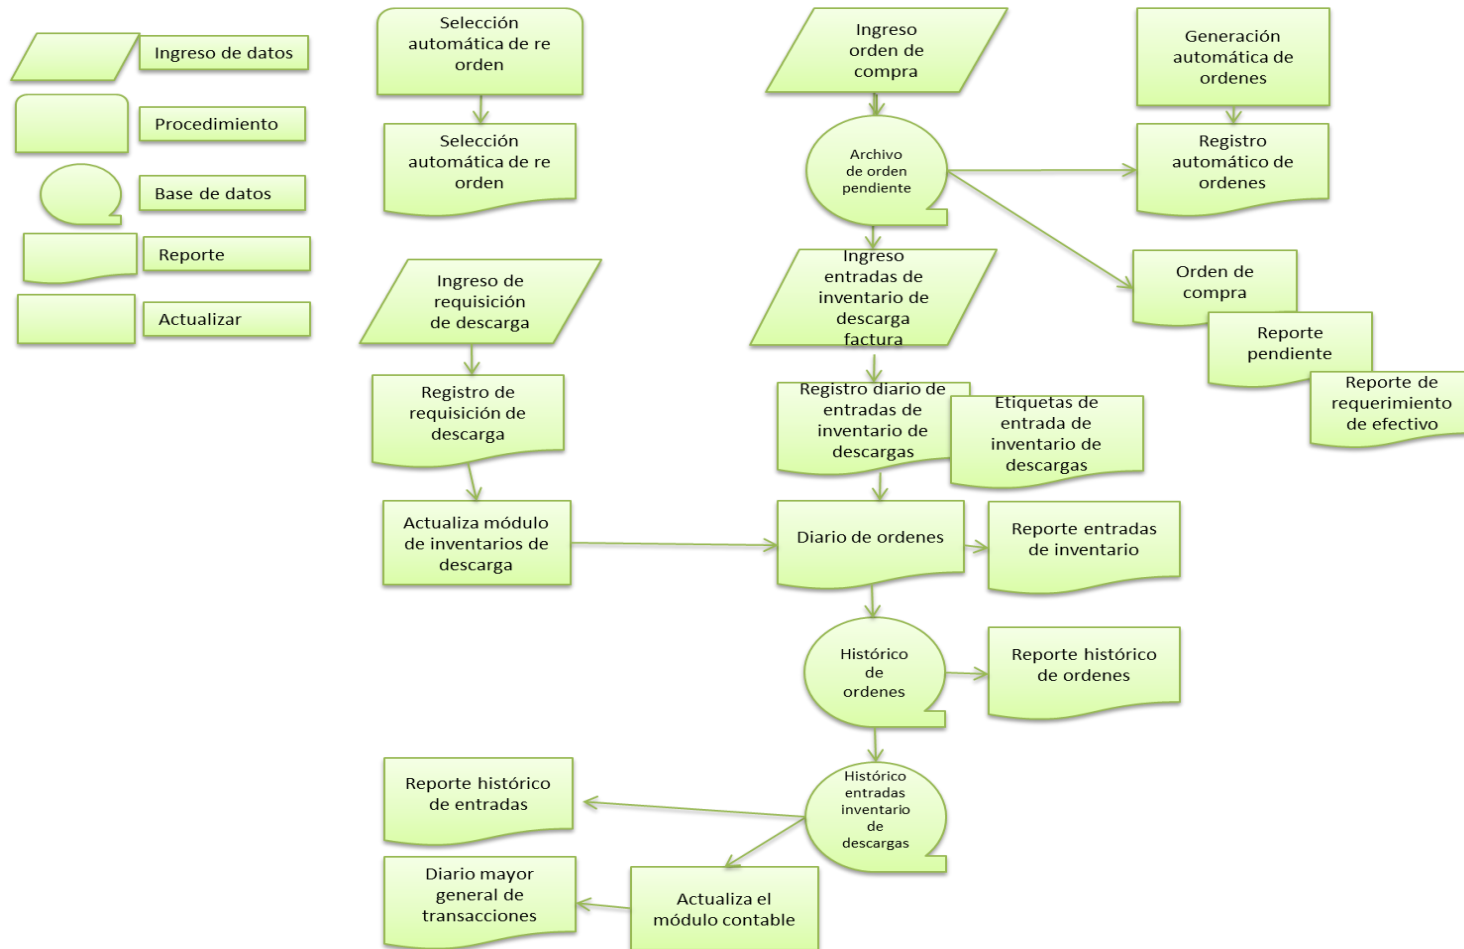 Ingreso de datos
Procedimiento
Base de datos
Reporte
Actualizar
Selección
automática de re
orden
Selección
automática de re
orden
Ingreso
orden de
compra
Generación
automática de
ordenes
Archivo
de orden
pendiente
Registro
automático de
ordenes
Ingreso de
requisición
de descarga
Ingreso
entradas de
inventario de
descarga
factura
Orden de
compra
Reporte
pendiente
Reporte de
requerimiento
de efectivo
Registro de
requisición de
descarga
Registro diario de
entradas de
inventario de
descargas
Etiquetas de
entrada de
inventario de
descargas
Actualiza módulo
de inventarios de
descarga
Diario de ordenes
Reporte entradas
de inventario
Histórico
de
ordenes
Reporte histórico
de ordenes
Reporte histórico
de entradas
Histórico
entradas
inventario
de
descargas
Diario mayor
general de
transacciones
Actualiza el
módulo contable